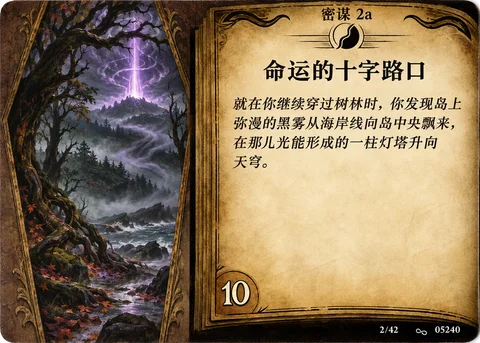 密谋 2a
命运的十字路口
就在你继续穿过树林时，你发现岛上
弥漫的黑雾从海岸线向岛中央飘来，
在那儿光能形成的一柱灯塔升向
天穹。
10
2/42
05240